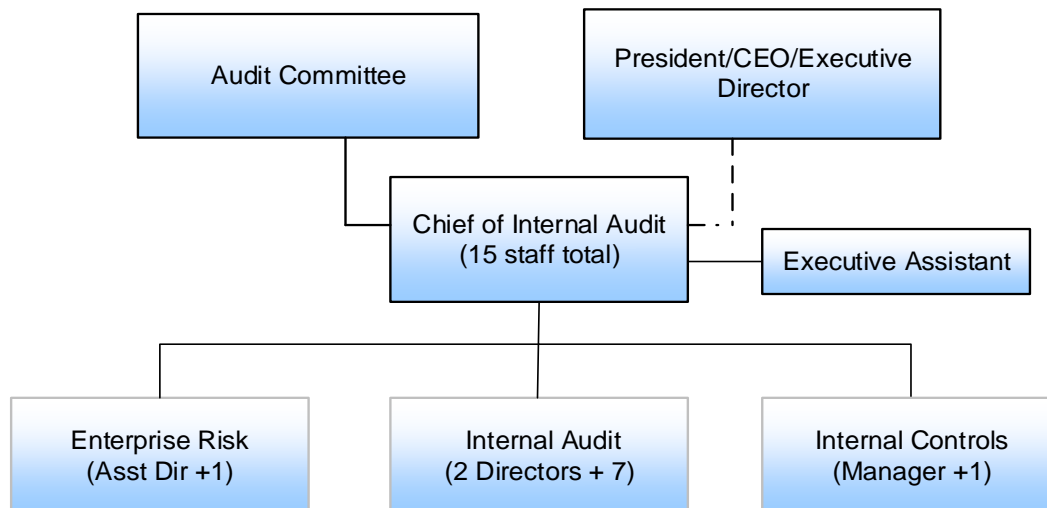 Audit Committee
President/CEO/Executive
Director
Chief of Internal Audit
(15 staff total)
Executive Assistant
Enterprise Risk
(Asst Dir +1)
Internal Audit
(2 Directors + 7)
Internal Controls
(Manager +1)